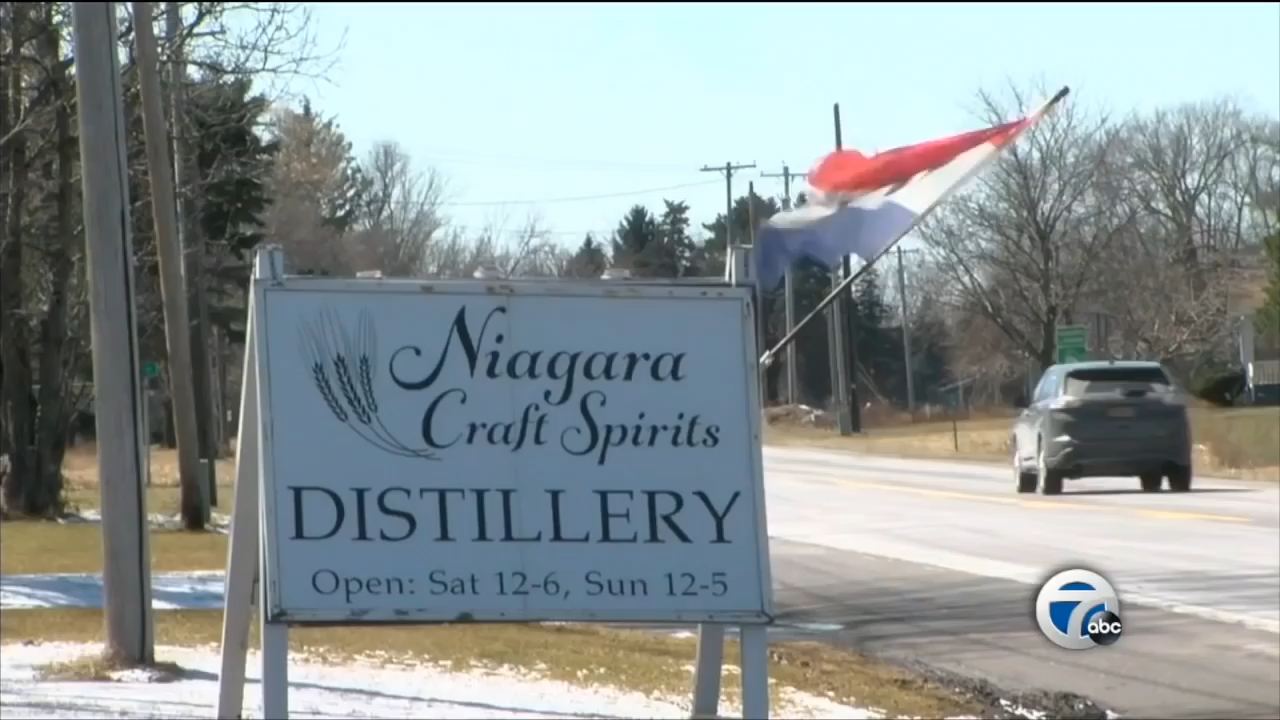 Niagara
Craft Spirits
DISTILLERY
Open: Sat 12-6, Sun 12-5
7
abc